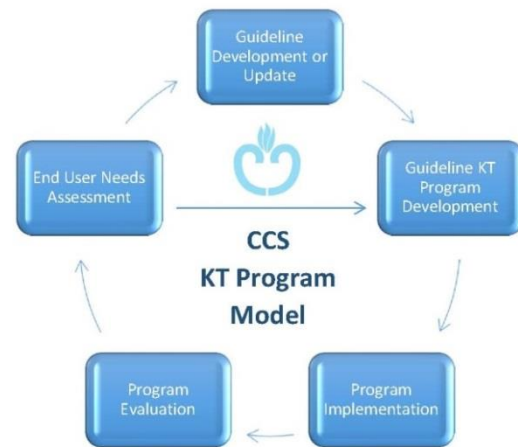 Guideline
Development or
Update
End User Needs
Assessment
Guideline KT
Program
Development
CCS
KT Program
Model
Program
Evaluation
Program
Implementation